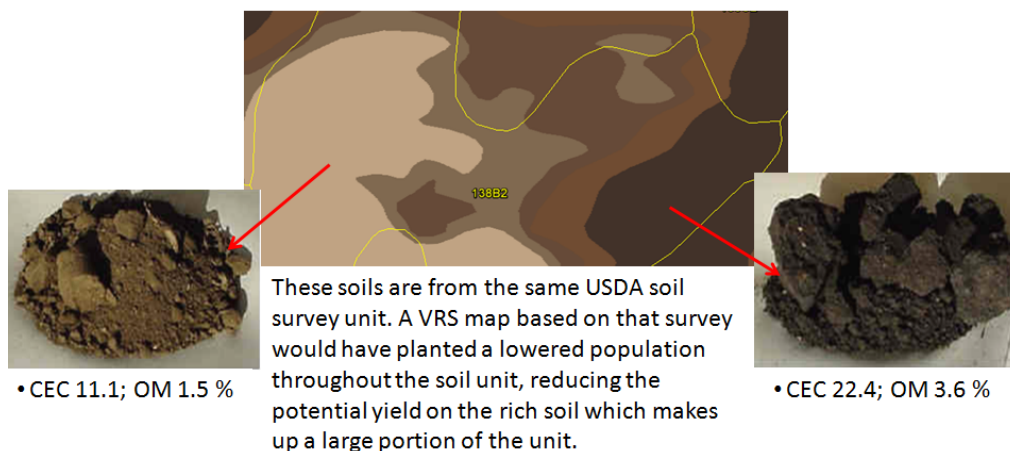 138B2
These soils are from the same USDA soil
survey unit. A VRS map based on that survey
would have planted a lowered population
throughout the soil unit, reducing the
potential yield on the rich soil which makes
up a large portion of the unit.
• CEC 11.1; OM 1.5 %
• CEC 22.4; OM 3.6 %